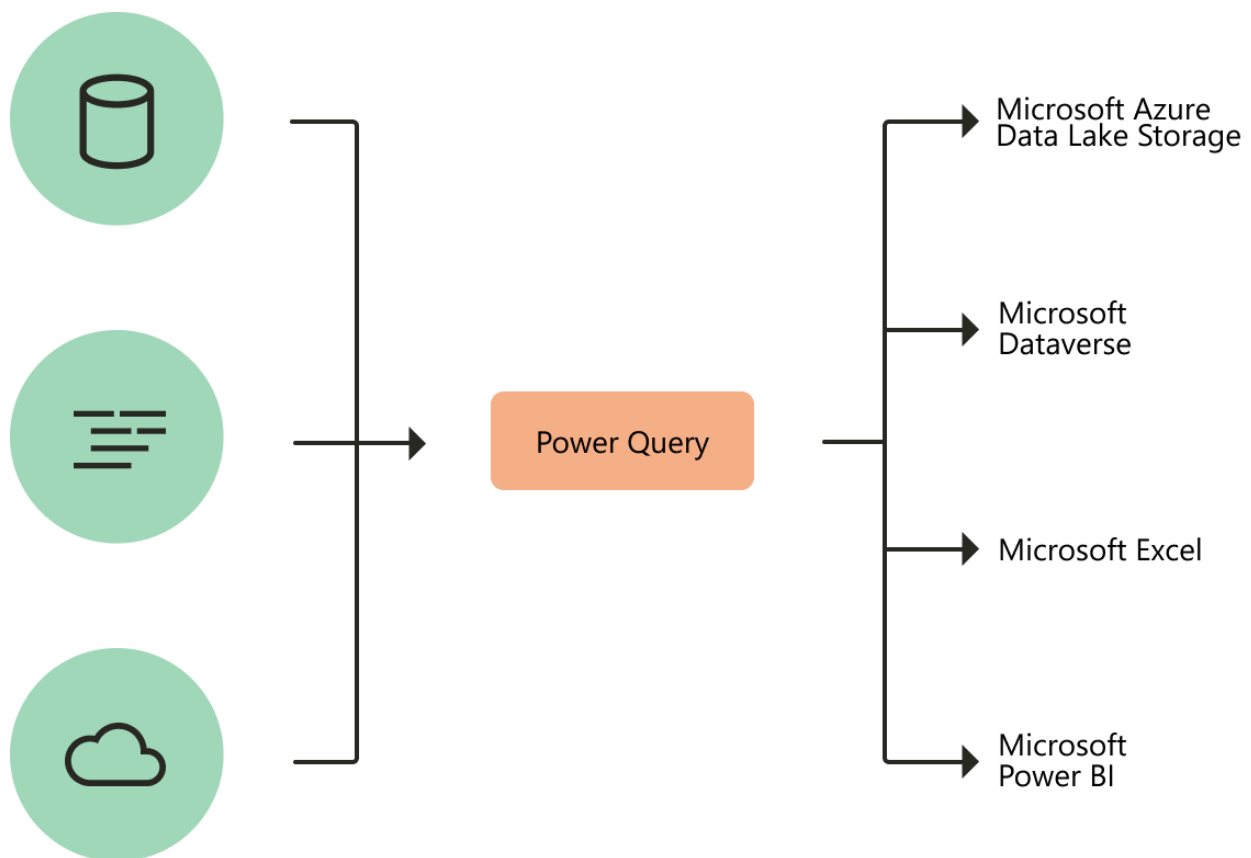 Microsoft Azure
Data Lake Storage
Microsoft
Dataverse
Power Query
Microsoft Excel
Microsoft
Power BI